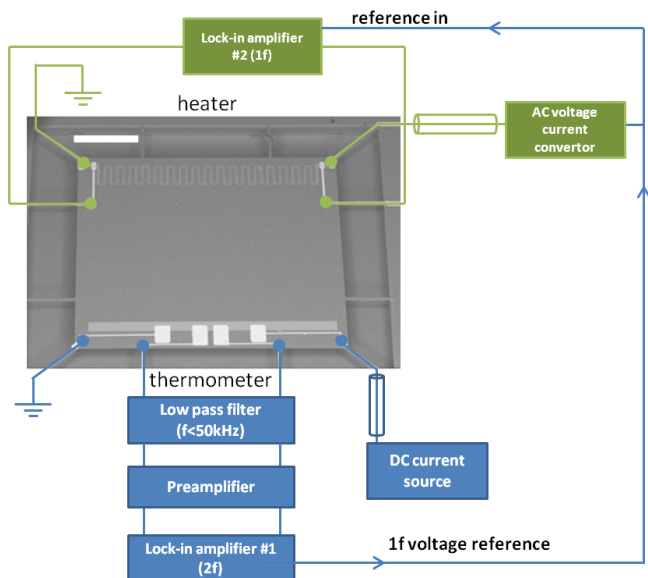 reference in
Lock-in amplifier
#2 (1f)
heater
AC voltage
current
convertor
thermometer
Low pass filter
(f<50kHz)
DC current
source
Preamplifier
Lock-in amplifier #1
(2f)
1f voltage reference